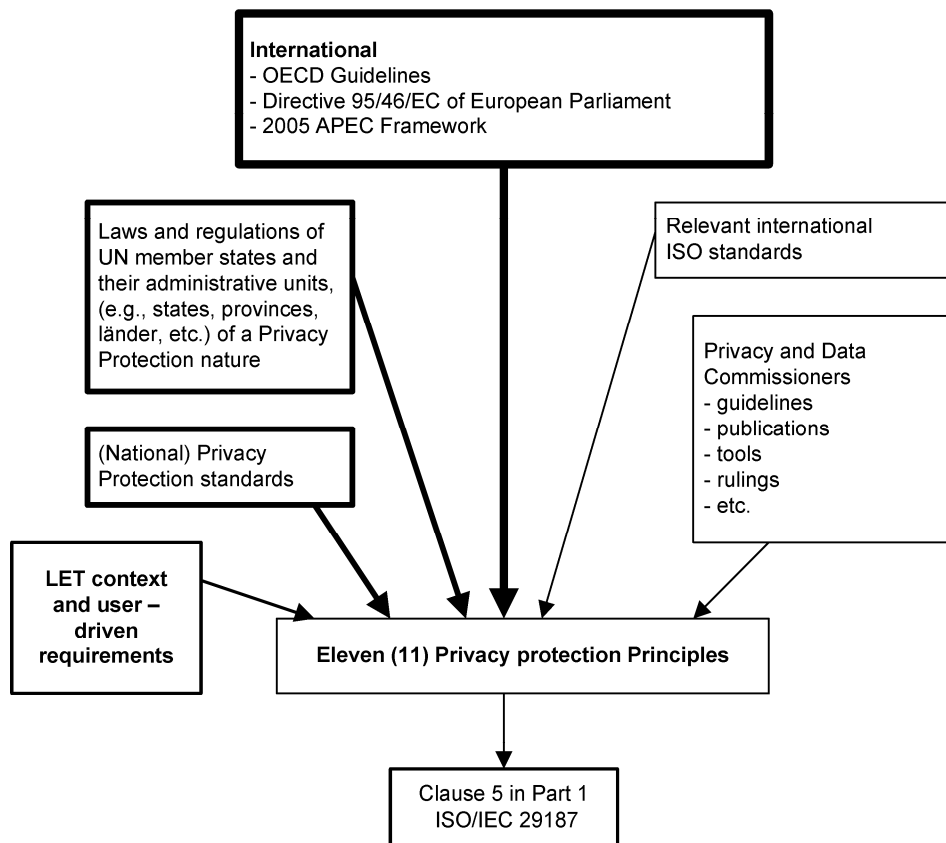 International
- OECD Guidelines
- Directive 95/46/EC of European Parliament
- 2005 APEC Framework
Laws and regulations of
UN member states and
their administrative units,
(e.g., states, provinces,
länder, etc.) of a Privacy
Protection nature
Relevant international
ISO standards
Privacy and Data
Commissioners
- guidelines
- publications
- tools
- rulings
- etc.
(National) Privacy
Protection standards
LET context
and user –
driven
requirements
Eleven (11) Privacy protection Principles
Clause 5 in Part 1
ISO/IEC 29187